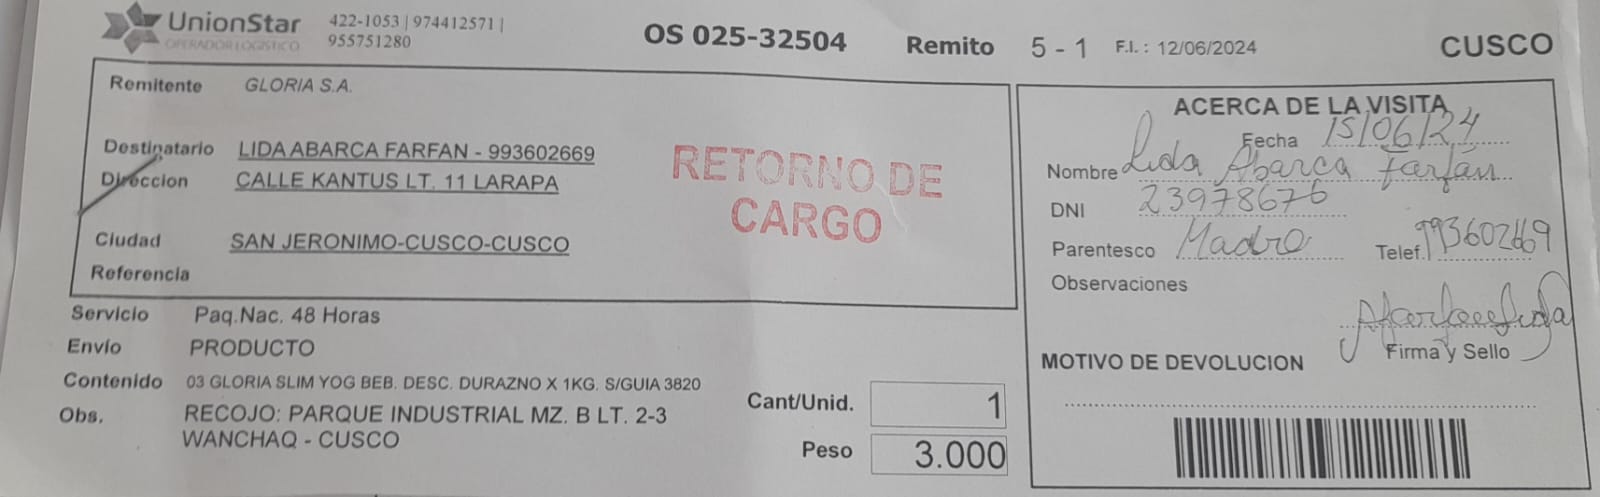 UnionStar
OPERADOR LOGISTICO
422-1053 | 974412571 |
955751280
OS 025-32504
Remito 5 - 1
F.I. : 12/06/2024
CUSCO
Remitente GLORIA S.A.
Destinatario LIDA ABARCA FARFAN - 993602669
Direccion CALLE KANTUS LT. 11 LARAPA
Ciudad SAN JERONIMO-CUSCO-CUSCO
Referencia
RETORNO DE
CARGO
Servicio Paq.Nac. 48 Horas
Envío PRODUCTO
Contenido 03 GLORIA SLIM YOG BEB. DESC. DURAZNO X 1KG. S/GUIA 3820
Obs. RECOJO: PARQUE INDUSTRIAL MZ. B LT. 2-3
WANCHAQ - CUSCO
Cant/Unid. 1
Peso 3.000
ACERCA DE LA VISITA
Fecha 15/06/24
Nombre Lida Abarca Farfán
DNI 23978676
Parentesco Madre Telef. 993602669
Observaciones
Firma y Sello
MOTIVO DE DEVOLUCION